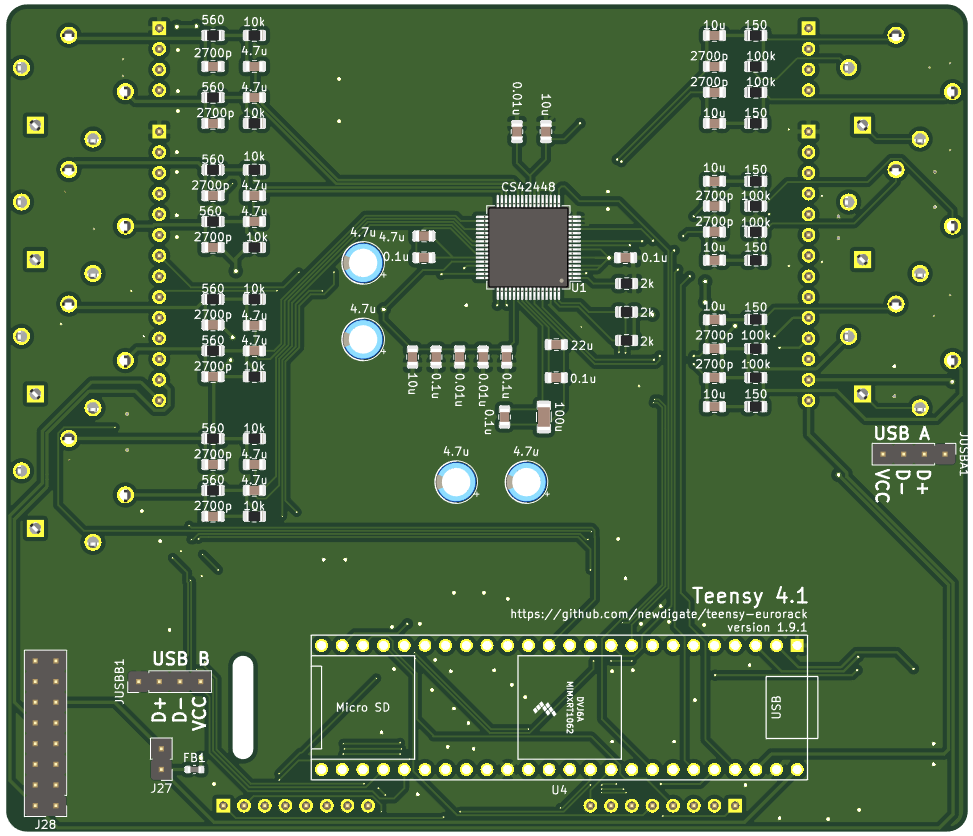 560 10k
2700p 4.7u
560 4.7u
2700p 10k
10u 150
2700p 100k
2700p 100k
10u 150
0.01u 10u
CS42448
560 10k
2700p 4.7u
560 4.7u
2700p 10k
10u 150
2700p 100k
2700p 100k
10u 150
4.7u 4.7u
0.1u
0.1u
U1
2k
2k
2k
4.7u
560 10k
2700p 4.7u
560 4.7u
2700p 10k
10u 150
2700p 100k
2700p 100k
10u 150
22u
0.1u
10u 0.1u 0.01u 0.01u 0.1u
0.1u 100u
560 10k
2700p 4.7u
560 4.7u
2700p 10k
4.7u 4.7u
USB A
JUSBA1
VCC D- D+
Teensy 4.1
https://github.com/newdigate/teensy-eurorack
version 1.9.1
JUSBB1
USB B
D+ D- VCC
Micro SD
DVJ6A
MIMXRT1062
USB
FB1
J27
U4
J28